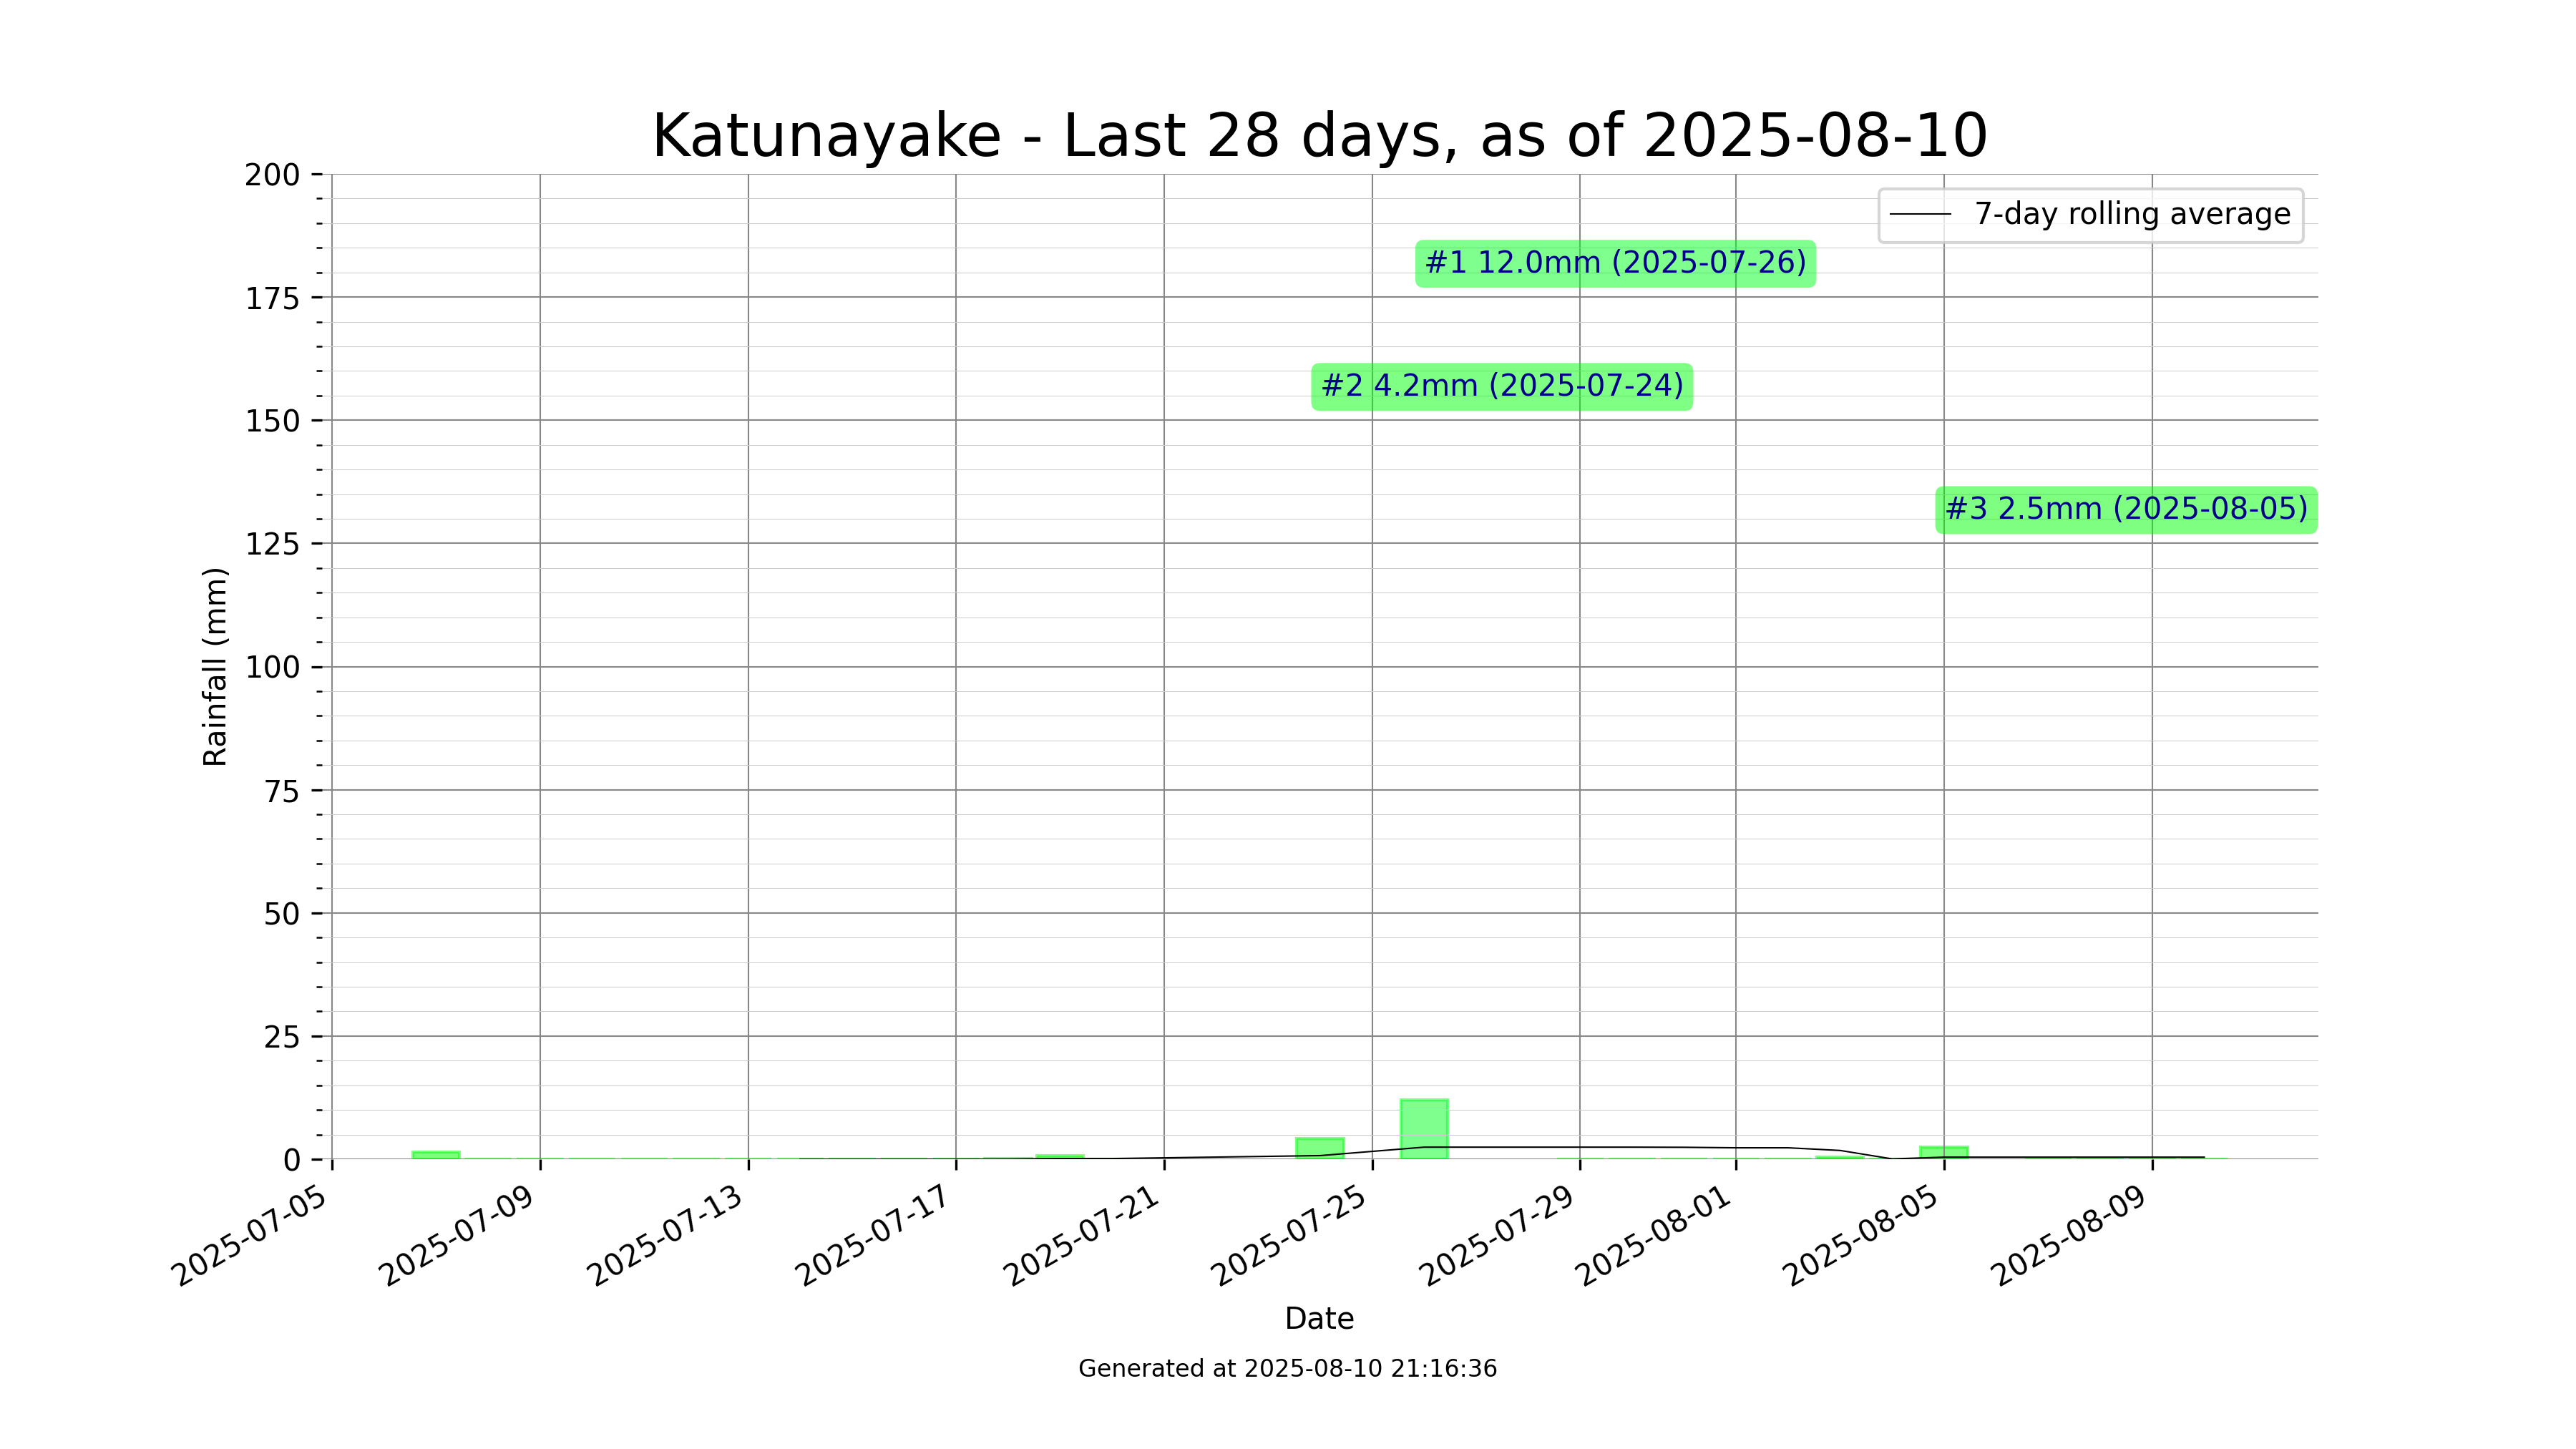 Katunayake - Last 28 days, as of 2025-08-10
7-day rolling average
#1 12.0mm (2025-07-26)
#2 4.2mm (2025-07-24)
#3 2.5mm (2025-08-05)
Rainfall (mm)
200
175
150
125
100
75
50
25
0
2025-07-05
2025-07-09
2025-07-13
2025-07-17
2025-07-21
2025-07-25
2025-07-29
2025-08-01
2025-08-05
2025-08-09
Date
Generated at 2025-08-10 21:16:36